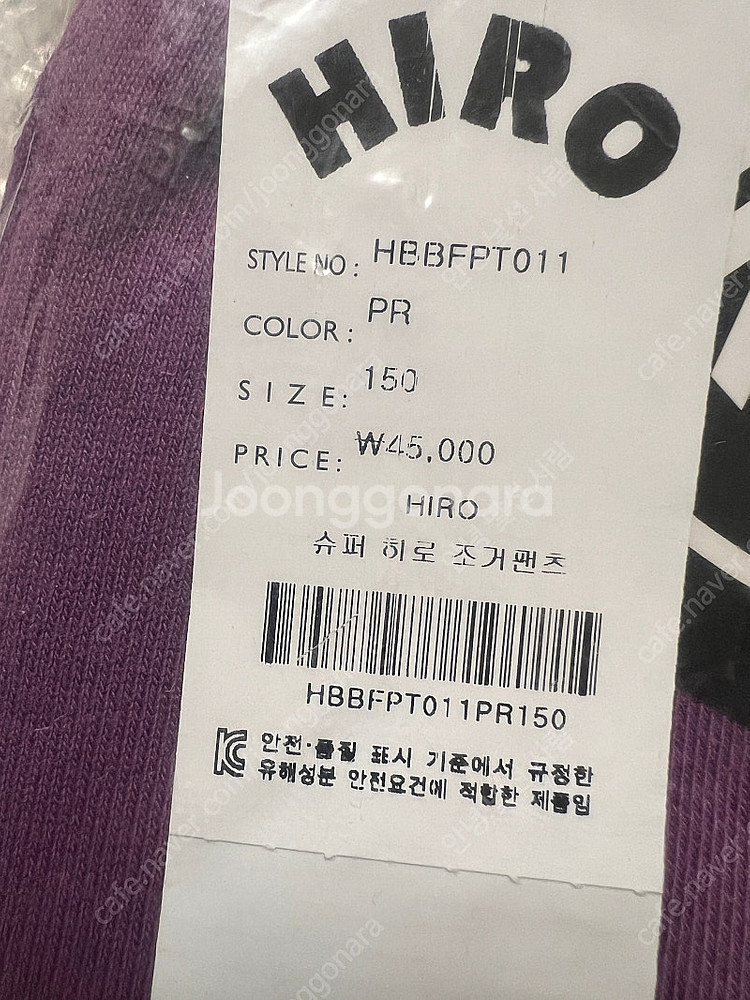 HIRO
STYLE NO : HBBFPT011
COLOR : PR
SIZE : 150
PRICE : ₩45,000
Joonggonara
HIRO
슈퍼 히로 조거팬츠
HBBFPT011PR150
안전·품질 표시 기준에서 규정한
유해성분 안전요건에 적합한 제품임